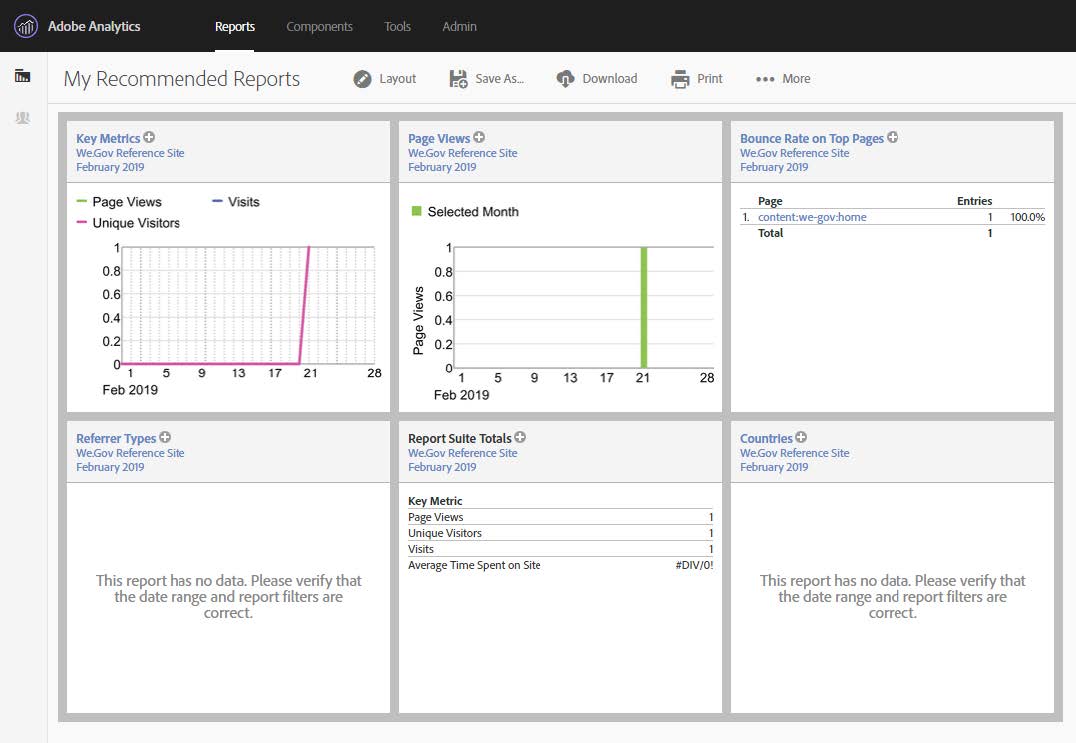 Adobe Analytics Reports Components Tools Admin
My Recommended Reports Layout Save As... Download Print More
Key Metrics
We.Gov Reference Site
February 2019
Page Views Visits
Unique Visitors
1
0.8
0.6
0.4
0.2
0
1 5 9 13 17 21 28
Feb 2019
Page Views
We.Gov Reference Site
February 2019
Selected Month
Page Views
1
0.8
0.6
0.4
0.2
0
1 5 9 13 17 21 28
Feb 2019
Bounce Rate on Top Pages
We.Gov Reference Site
February 2019
Page Entries
1. content:we-gov:home 1 100.0%
Total 1
Referrer Types
We.Gov Reference Site
February 2019
This report has no data. Please verify that
the date range and report filters are
correct.
Report Suite Totals
We.Gov Reference Site
February 2019
Key Metric
Page Views 1
Unique Visitors 1
Visits 1
Average Time Spent on Site #DIV/0!
Countries
We.Gov Reference Site
February 2019
This report has no data. Please verify that
the date range and report filters are
correct.